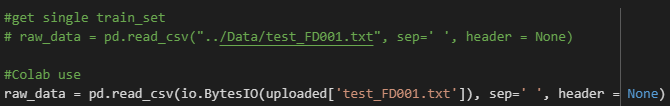 #get single train_set
# raw_data = pd.read_csv("../Data/test_FD001.txt", sep=' ', header = None)
#Colab use
raw_data = pd.read_csv(io.BytesIO(uploaded['test_FD001.txt']), sep=' ', header = None)